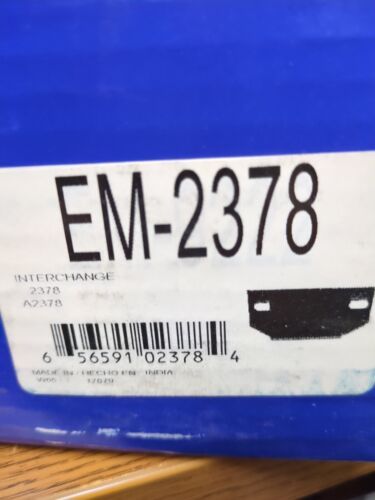 EM-2378
INTERCHANGE
2378
A2378
6 56591 02378 4
MADE IN / HECHO EN : INDIA